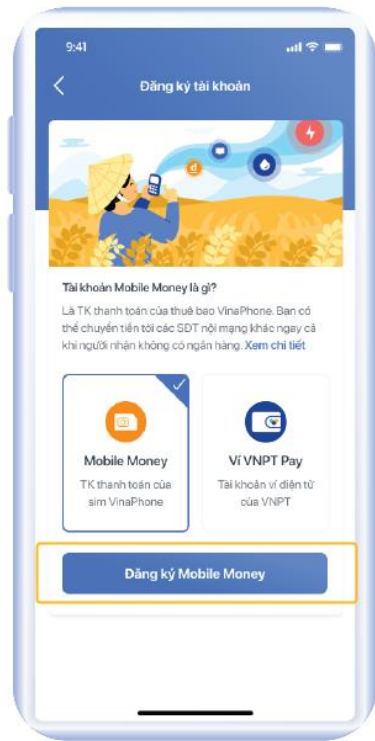 9:41
Đăng ký tài khoản
Tài khoản Mobile Money là gì?
Là TK thanh toán của thuê bao VinaPhone. Bạn có
thể chuyển tiền tới các SĐT nội mạng khác ngay cả
khi người nhận không có ngân hàng. Xem chi tiết
Mobile Money
TK thanh toán của
sim VinaPhone
Ví VNPT Pay
Tài khoản ví điện tử
của VNPT
Đăng ký Mobile Money